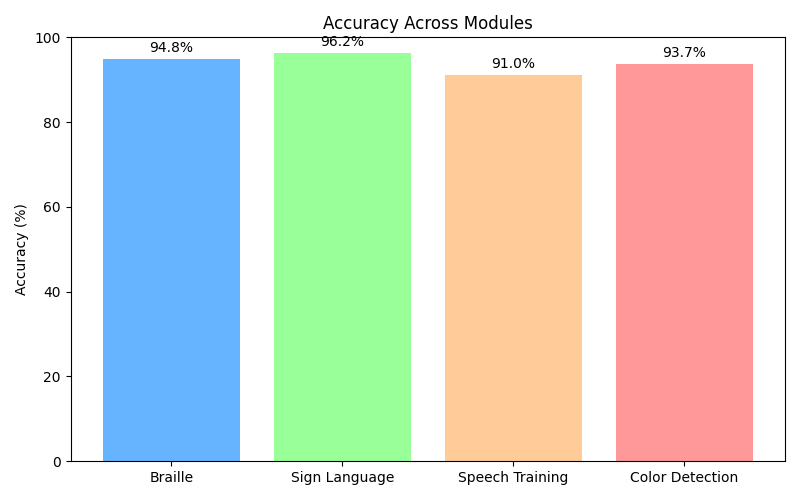 Accuracy Across Modules
Accuracy (%)
100
80
60
40
20
0
94.8%
96.2%
91.0%
93.7%
Braille
Sign Language
Speech Training
Color Detection